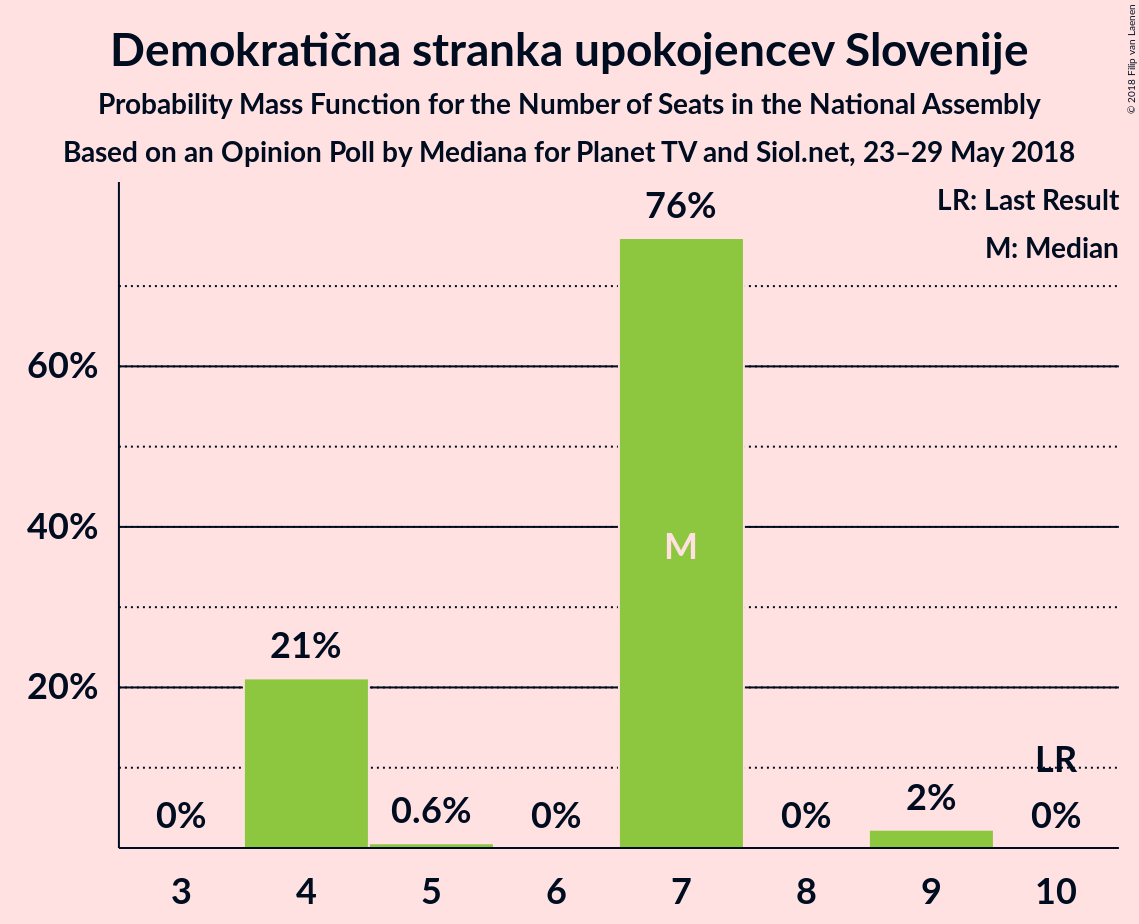 Demokratična stranka upokojencev Slovenije
Probability Mass Function for the Number of Seats in the National Assembly
Based on an Opinion Poll by Mediana for Planet TV and Siol.net, 23–29 May 2018
© 2018 Filip van Laenen
LR: Last Result
M: Median
76%
60%
40%
20%
M
21%
LR
0%
0.6%
0%
0%
2%
0%
3 4 5 6 7 8 9 10